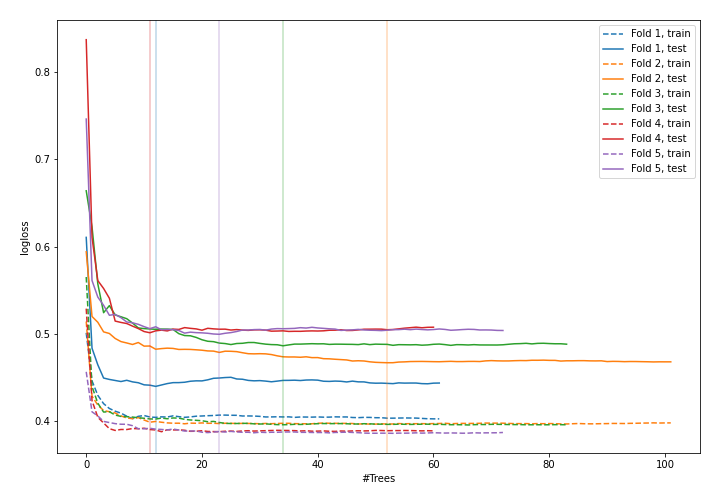 Fold 1, train
Fold 1, test
Fold 2, train
Fold 2, test
Fold 3, train
Fold 3, test
Fold 4, train
Fold 4, test
Fold 5, train
Fold 5, test
0.8
0.7
0.6
0.5
0.4
logloss
0 20 40 60 80 100
#Trees